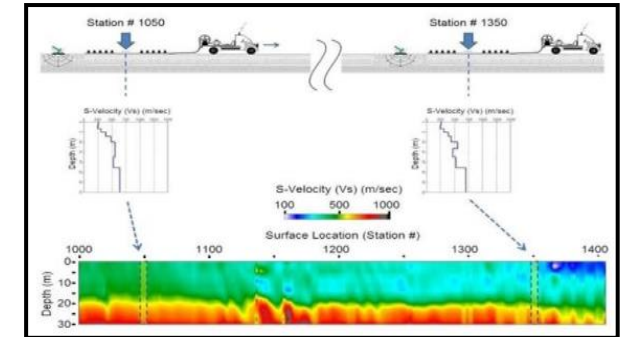 Station # 1050
Station # 1350
S-Velocity (Vs) (m/sec)
S-Velocity (Vs) (m/sec)
Depth (m)
Depth (m)
S-Velocity (Vs) (m/sec)
100 500 1000
Surface Location (Station #)
1000 1100 1200 1300 1400
Depth (m)
0
10
20
30